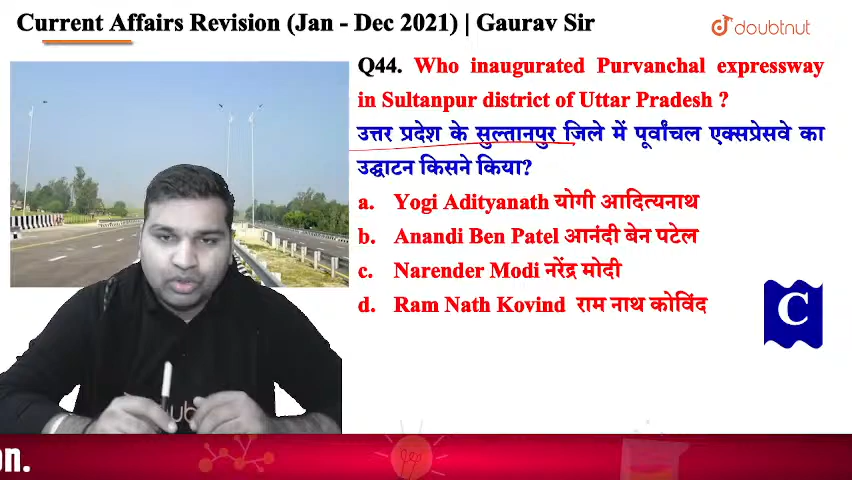 Current Affairs Revision (Jan - Dec 2021) | Gaurav Sir
doubtnut
Q44. Who inaugurated Purvanchal expressway
in Sultanpur district of Uttar Pradesh ?
उत्तर प्रदेश के सुल्तानपुर जिले में पूर्वांचल एक्सप्रेसवे का
उद्घाटन किसने किया?
a. Yogi Adityanath योगी आदित्यनाथ
b. Anandi Ben Patel आनंदी बेन पटेल
c. Narender Modi नरेंद्र मोदी
d. Ram Nath Kovind राम नाथ कोविंद
C
on.